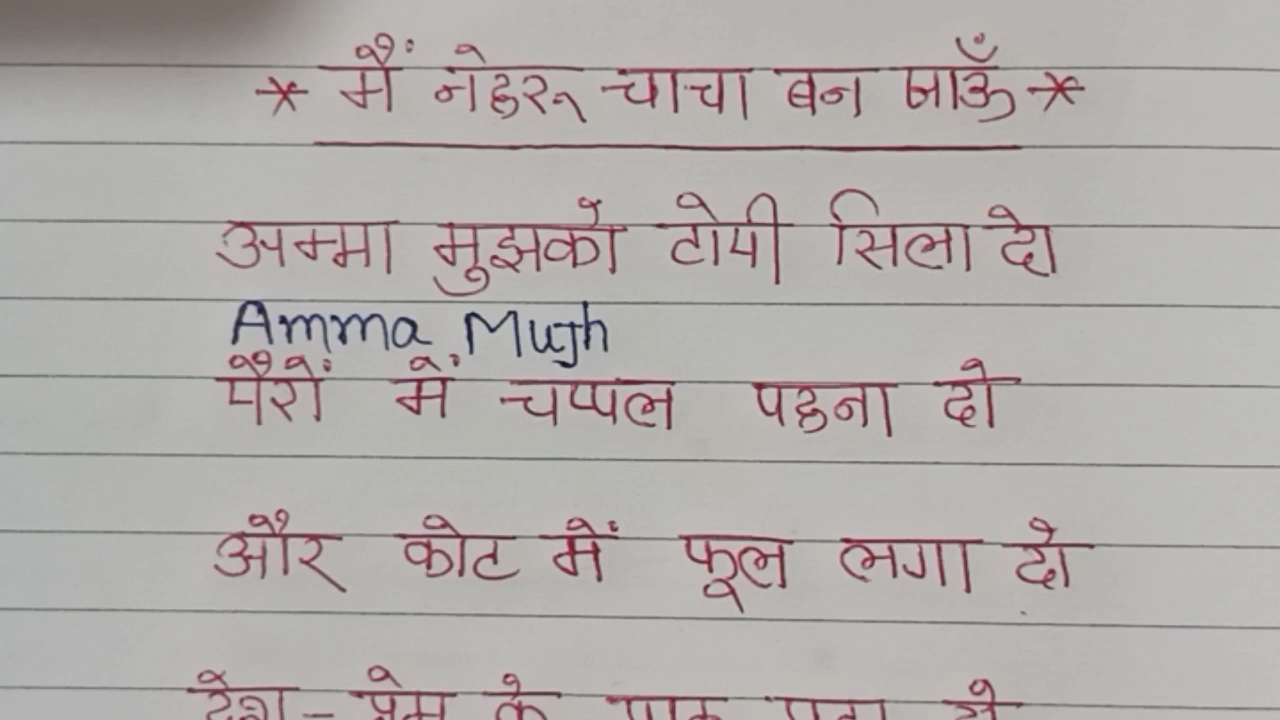 * मैं नेहरू चाचा बन जाऊँ *
अम्मा मुझको टोपी सिला दो
Amma Mujh
पैरों में चप्पल पहना दो
और कोट में फूल लगा दो
देश - प्रेम के